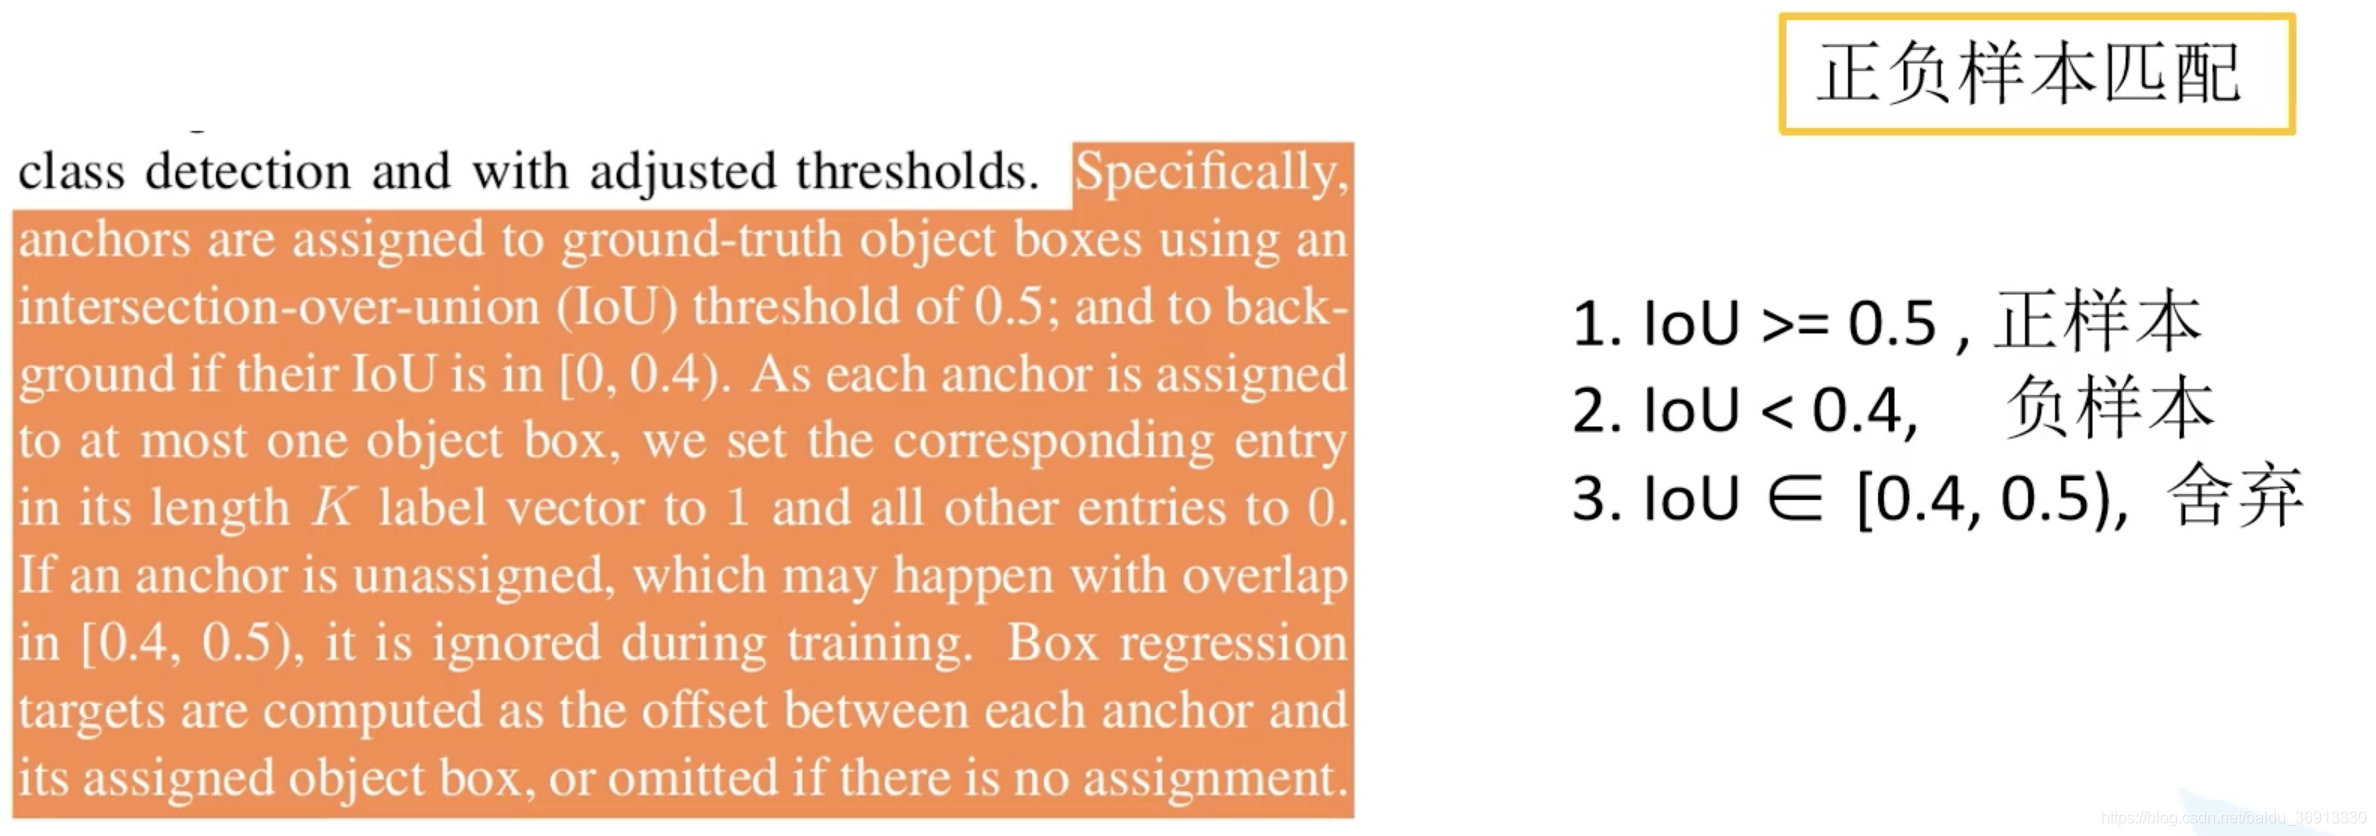 正负样本匹配
class detection and with adjusted thresholds. Specifically,
anchors are assigned to ground-truth object boxes using an
intersection-over-union (IoU) threshold of 0.5; and to back-
ground if their IoU is in [0, 0.4). As each anchor is assigned
to at most one object box, we set the corresponding entry
in its length K label vector to 1 and all other entries to 0.
If an anchor is unassigned, which may happen with overlap
in [0.4, 0.5), it is ignored during training. Box regression
targets are computed as the offset between each anchor and
its assigned object box, or omitted if there is no assignment.
1. IoU >= 0.5 , 正样本
2. IoU < 0.4, 负样本
3. IoU ∈ [0.4, 0.5), 舍弃
https://blog.csdn.net/baidu_36913330